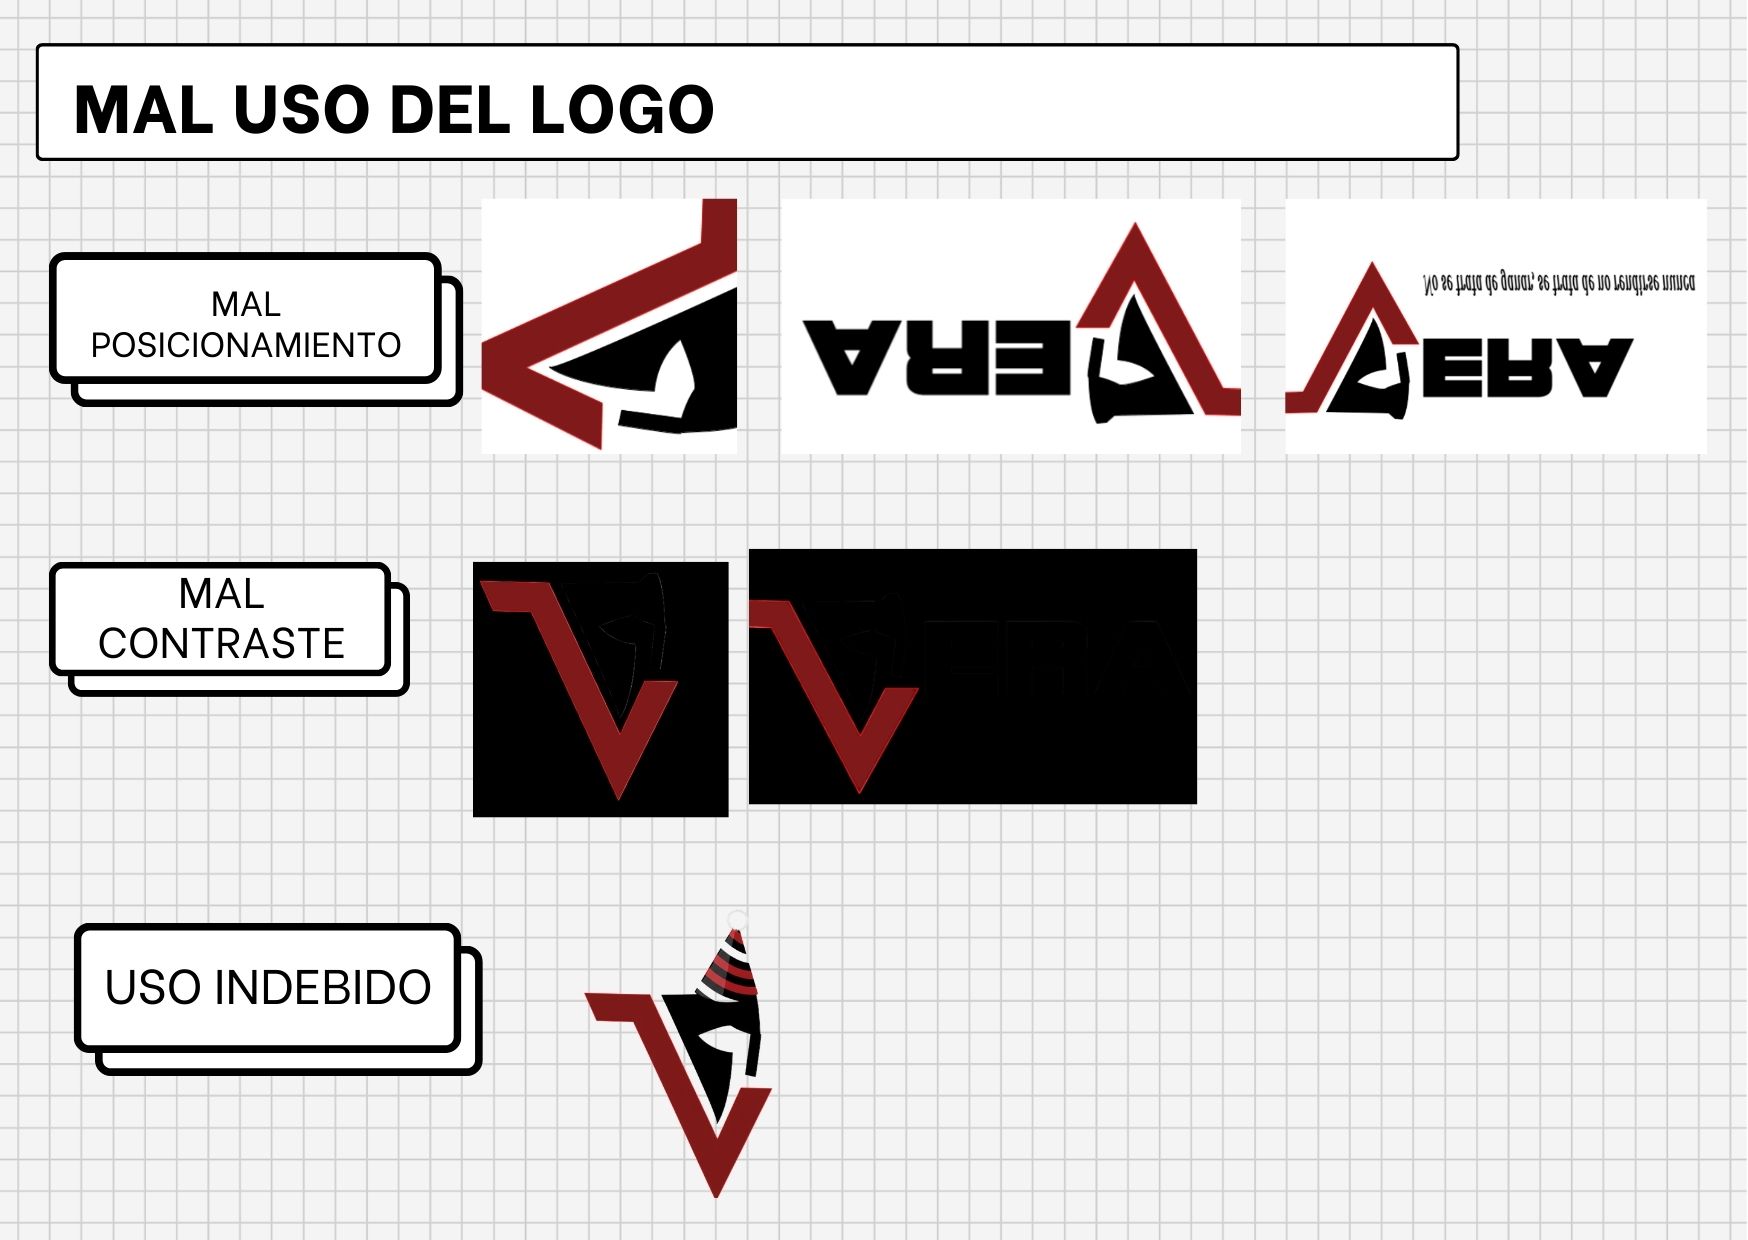 MAL USO DEL LOGO
MAL
POSICIONAMIENTO
ERA
No se trata de ganar, se trata de no rendirse nunca
ERA
MAL
CONTRASTE
ERA
USO INDEBIDO